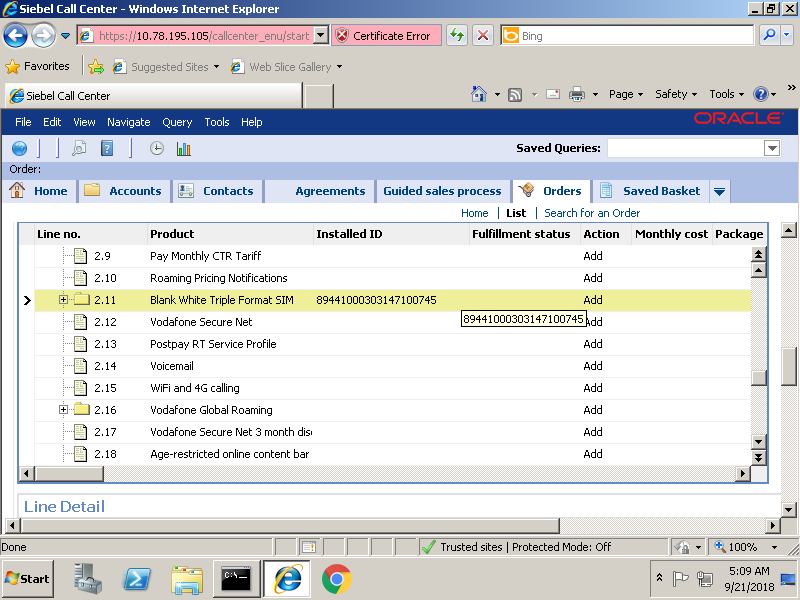 Siebel Call Center - Windows Internet Explorer
https://10.78.195.105/callcenter_enu/start
Certificate Error
Bing
Favorites
Suggested Sites
Web Slice Gallery
Siebel Call Center
Page
Safety
Tools
File Edit View Navigate Query Tools Help
ORACLE
Saved Queries:
Order:
Home
Accounts
Contacts
Agreements
Guided sales process
Orders
Saved Basket
Home | List | Search for an Order
Line no. Product Installed ID Fulfillment status Action Monthly cost Package
2.9 Pay Monthly CTR Tariff Add
2.10 Roaming Pricing Notifications Add
2.11 Blank White Triple Format SIM 89441000303147100745 Add
89441000303147100745
2.12 Vodafone Secure Net Add
2.13 Postpay RT Service Profile Add
2.14 Voicemail Add
2.15 WiFi and 4G calling Add
2.16 Vodafone Global Roaming Add
2.17 Vodafone Secure Net 3 month disc Add
2.18 Age-restricted online content bar Add
Line Detail
Done
Trusted sites | Protected Mode: Off
100%
Start
5:09 AM
9/21/2018